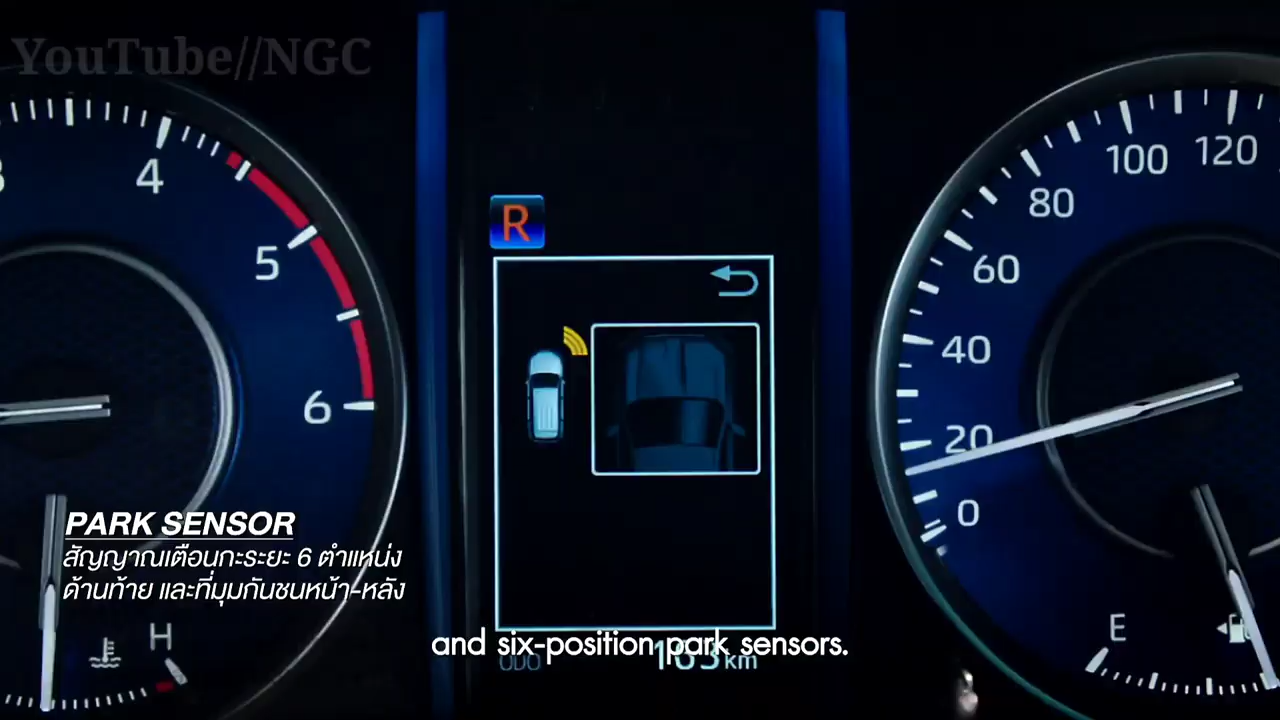 YouTube//NGC
4
5
6
100
120
80
60
40
20
0
R
PARK SENSOR
สัญญาณเตือนกะระยะ 6 ตำแหน่ง
ด้านท้าย และที่มุมกันชนหน้า-หลัง
H
E
and six-position park sensors.
ODO 163 km